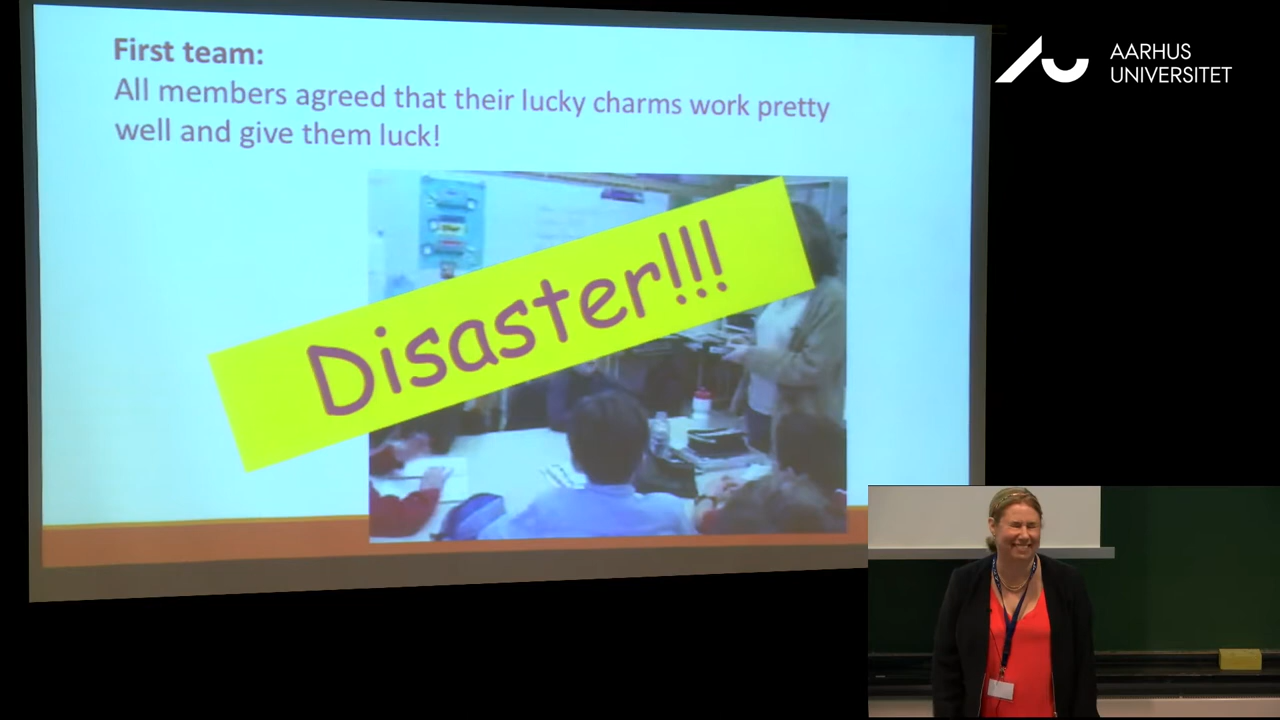 First team:
All members agreed that their lucky charms work pretty
well and give them luck!
Disaster!!!
AARHUS
UNIVERSITET